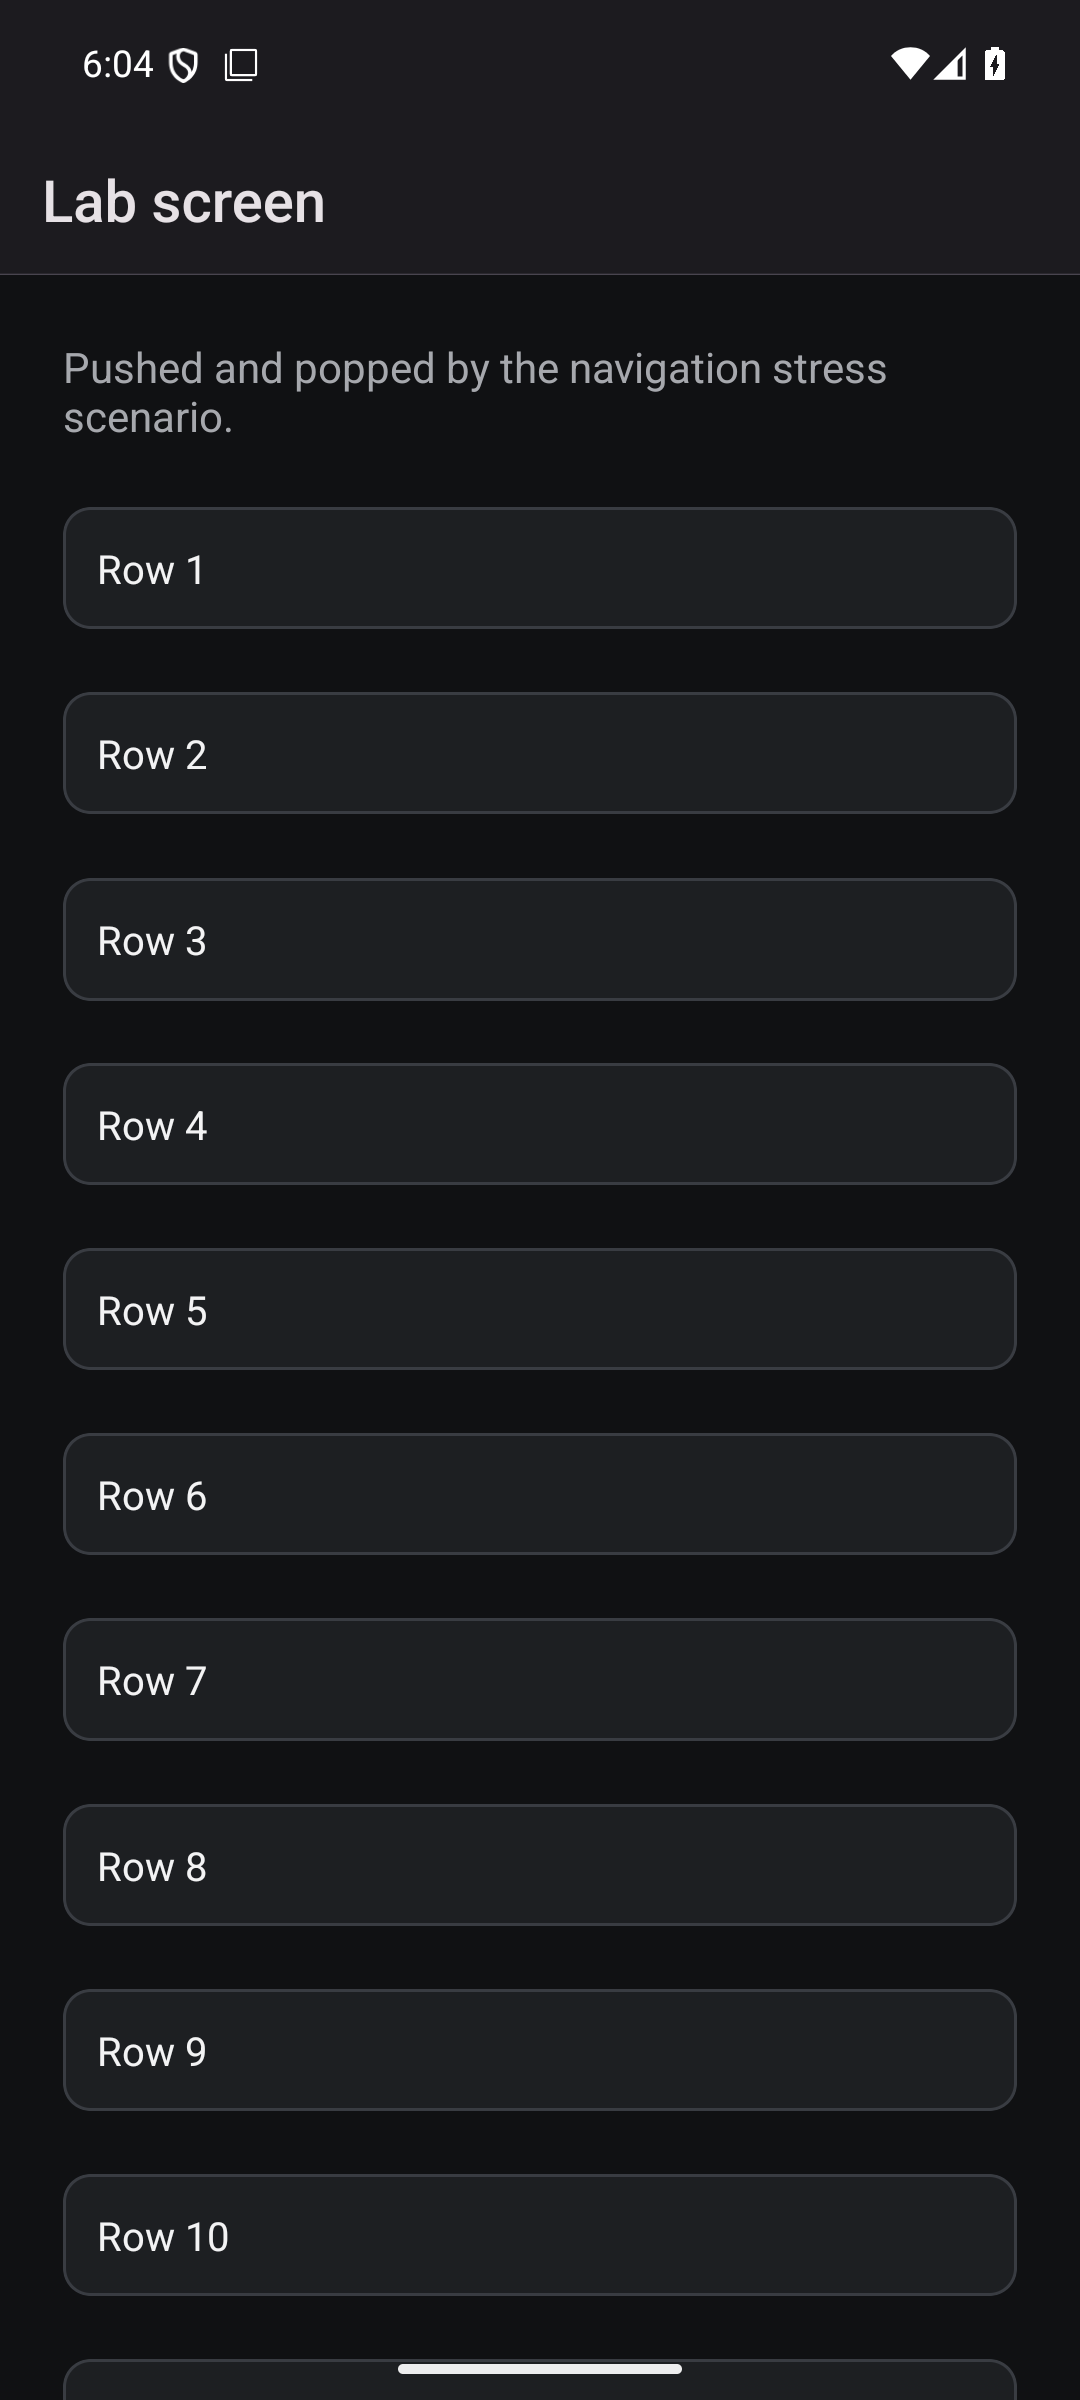 6:04
Lab screen
Pushed and popped by the navigation stress
scenario.
Row 1
Row 2
Row 3
Row 4
Row 5
Row 6
Row 7
Row 8
Row 9
Row 10